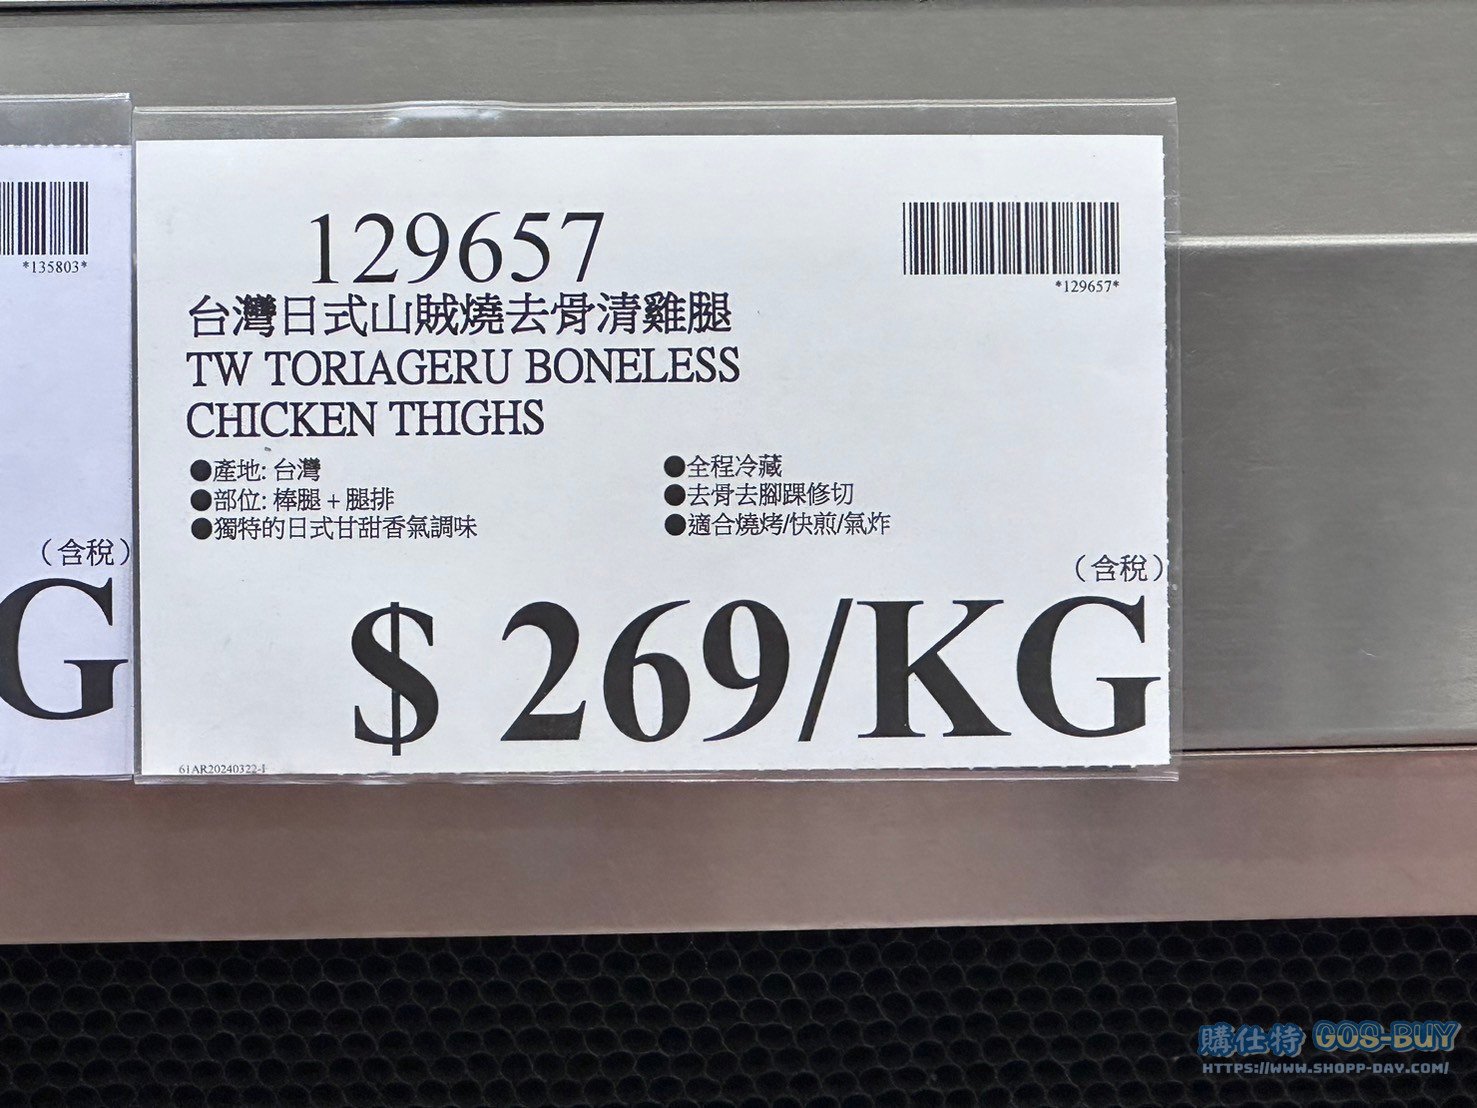 *135803*
（含稅）
G
129657
*129657*
台灣日式山賊燒去骨清雞腿
TW TORIAGERU BONELESS
CHICKEN THIGHS
●產地: 台灣
●部位: 棒腿 + 腿排
●獨特的日式甘甜香氣調味
●全程冷藏
●去骨去腳踝修切
●適合燒烤/快煎/氣炸
（含稅）
$ 269/KG
61AR20240322-1
購仕特 GOS-BUY
HTTPS://WWW.SHOPP-DAY.COM/